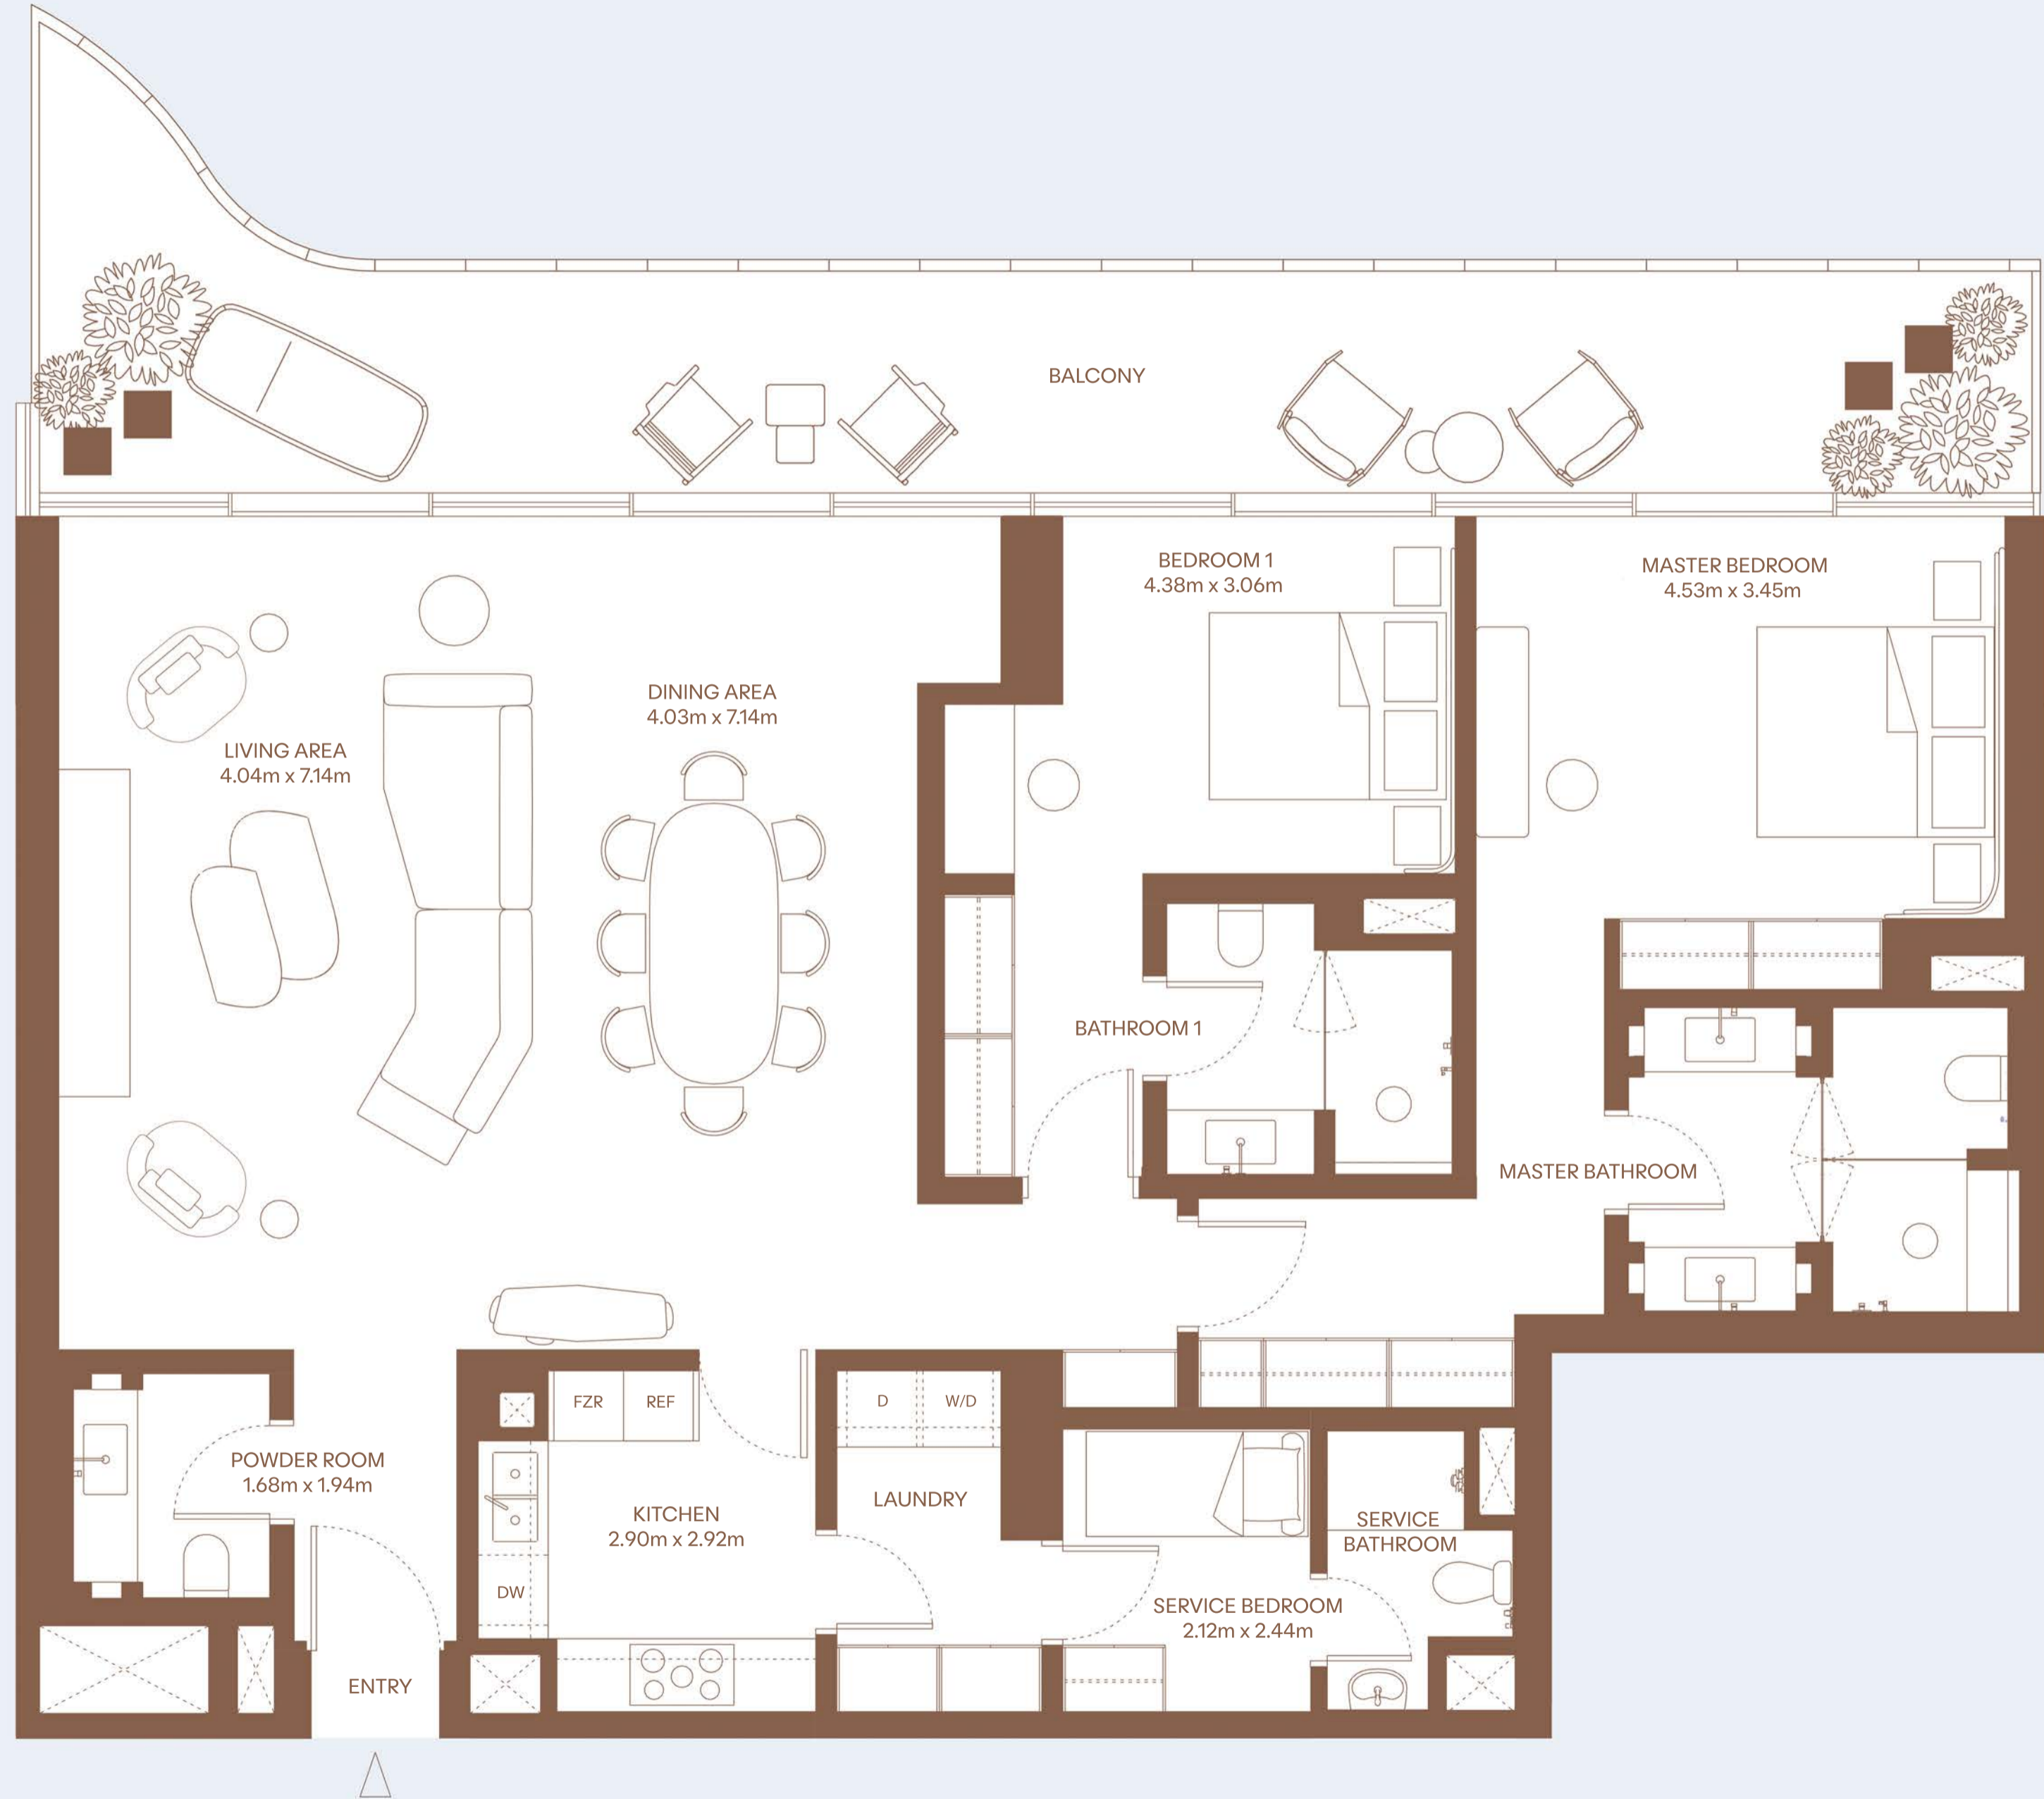 BALCONY
BEDROOM 1
4.38m x 3.06m
MASTER BEDROOM
4.53m x 3.45m
DINING AREA
4.03m x 7.14m
LIVING AREA
4.04m x 7.14m
BATHROOM 1
MASTER BATHROOM
FZR
REF
D
W/D
POWDER ROOM
1.68m x 1.94m
LAUNDRY
KITCHEN
2.90m x 2.92m
SERVICE
BATHROOM
DW
SERVICE BEDROOM
2.12m x 2.44m
ENTRY